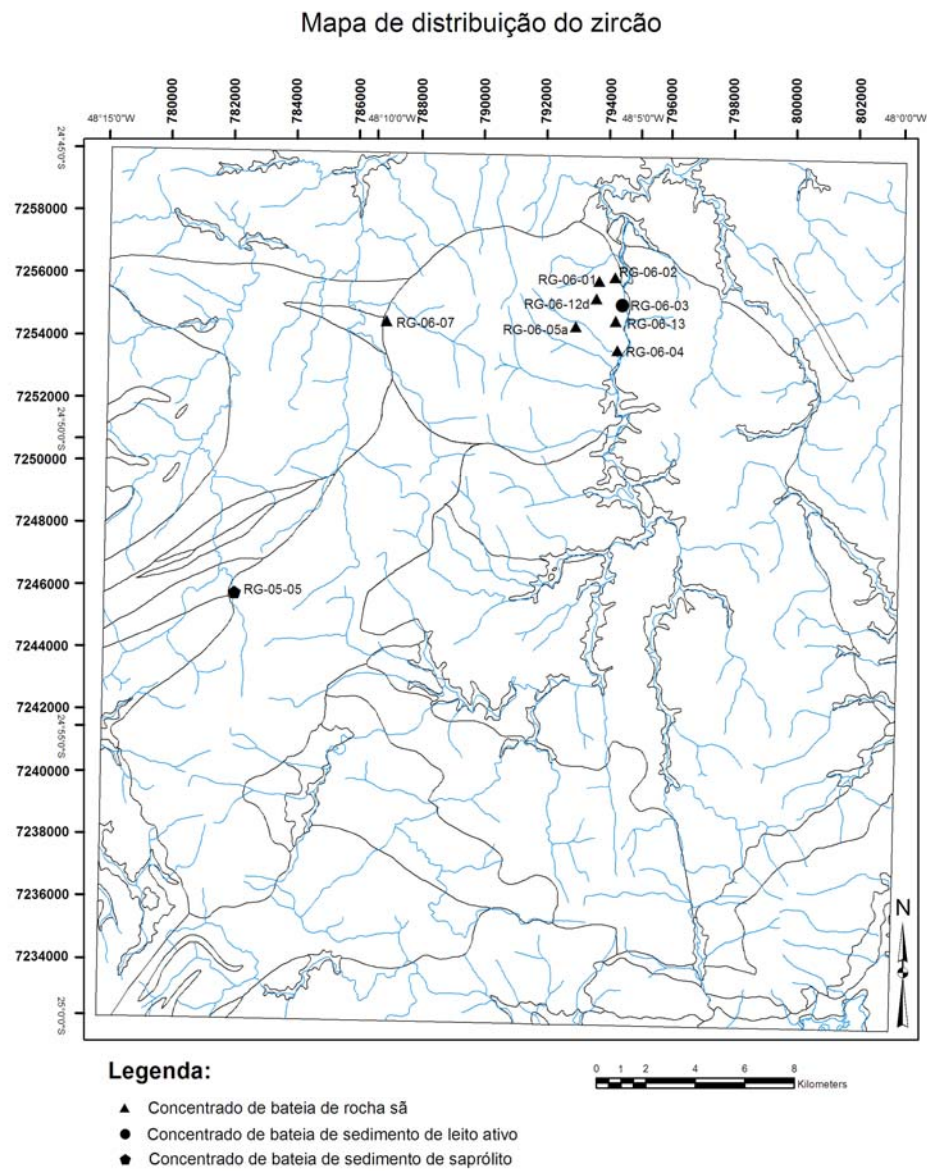 Mapa de distribuição do zircão
780000
782000
784000
786000
788000
790000
792000
794000
796000
798000
800000
802000
48°15'0"W
48°10'0"W
48°5'0"W
48°0'0"W
24°45'0"S
7258000
7256000
7254000
7252000
24°50'0"S
7250000
7248000
7246000
7244000
7242000
24°55'0"S
7240000
7238000
7236000
7234000
25°0'0"S
RG-06-02
RG-06-01
RG-06-12d
RG-06-03
RG-06-07
RG-06-13
RG-06-05a
RG-06-04
RG-05-05
N
Legenda:
0 1 2 4 6 8
Kilometers
Concentrado de bateia de rocha sã
Concentrado de bateia de sedimento de leito ativo
Concentrado de bateia de sedimento de saprólito